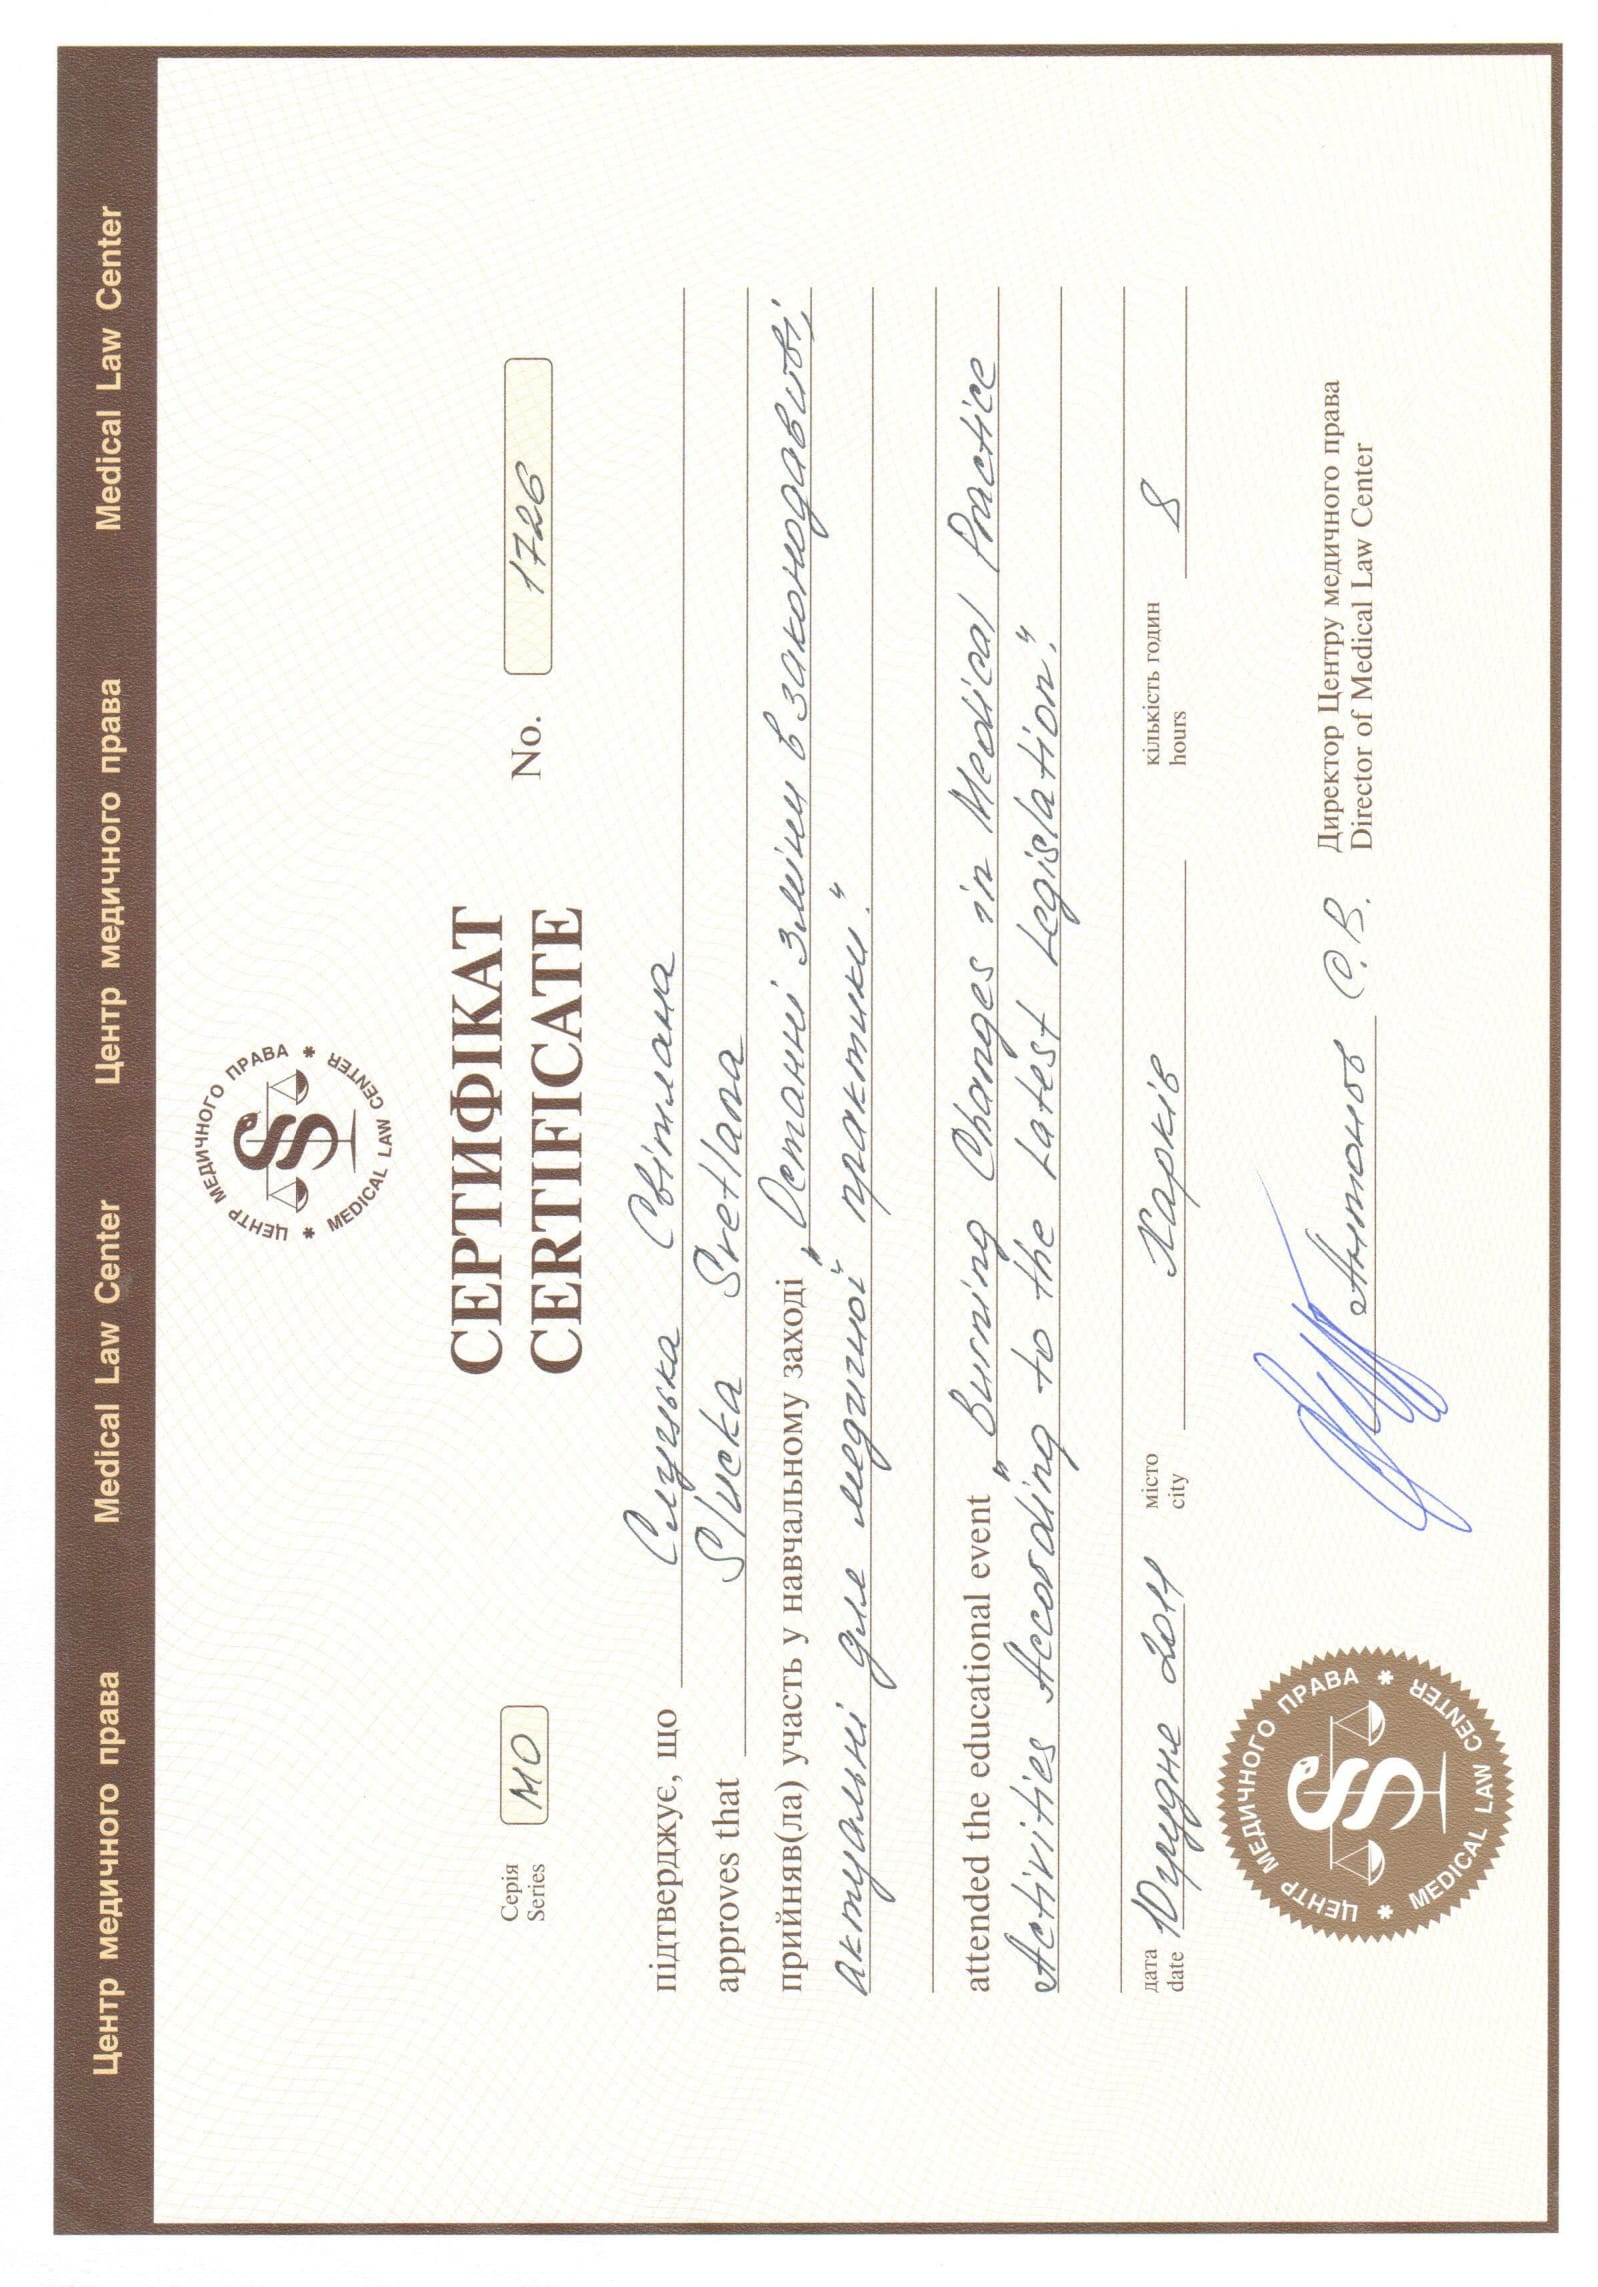 Центр медичного права Medical Law Center Центр медичного права Medical Law Center
ЦЕНТР МЕДИЧНОГО ПРАВА * MEDICAL LAW CENTER *
СЕРТИФІКАТ
CERTIFICATE
Серія
Series
МО
No. 1726
підтверджує, що Слуцька Світлана
approves that Slucka Svetlana
прийняв(ла) участь у навчальному заході „Останні зміни в законодавстві,
актуальні для медичної практики."
attended the educational event „Burning Changes in Medical Practice
Activities According to the Latest Legislation."
дата
date
10 грудня 2011
місто
city
Харків
кількість годин
hours
8
Антонов С.В.
Директор Центру медичного права
Director of Medical Law Center
ЦЕНТР МЕДИЧНОГО ПРАВА * MEDICAL LAW CENTER *